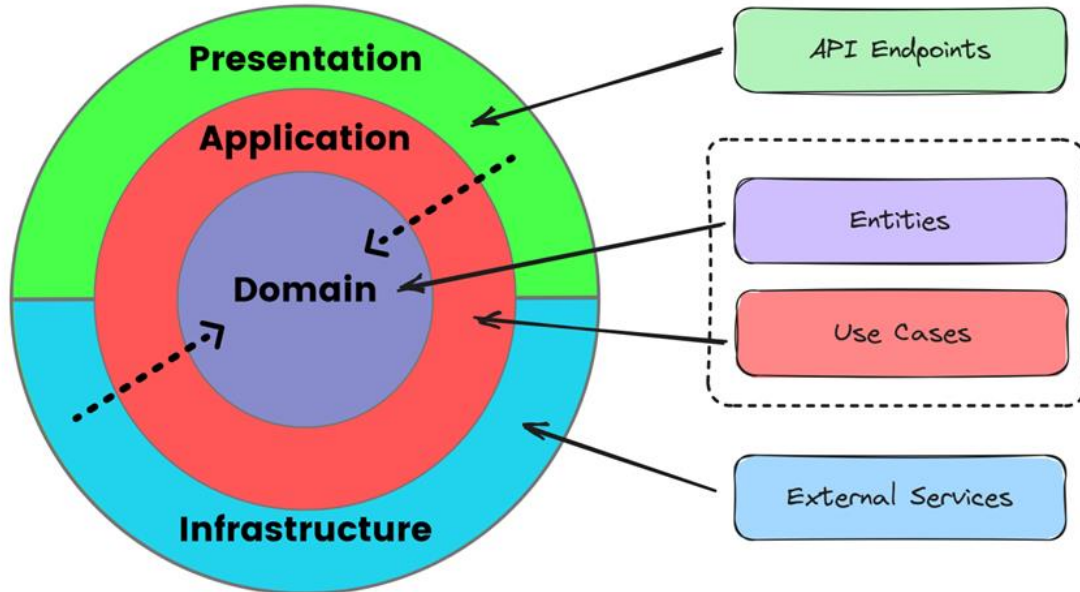 Presentation
Application
Domain
Infrastructure
API Endpoints
Entities
Use Cases
External Services